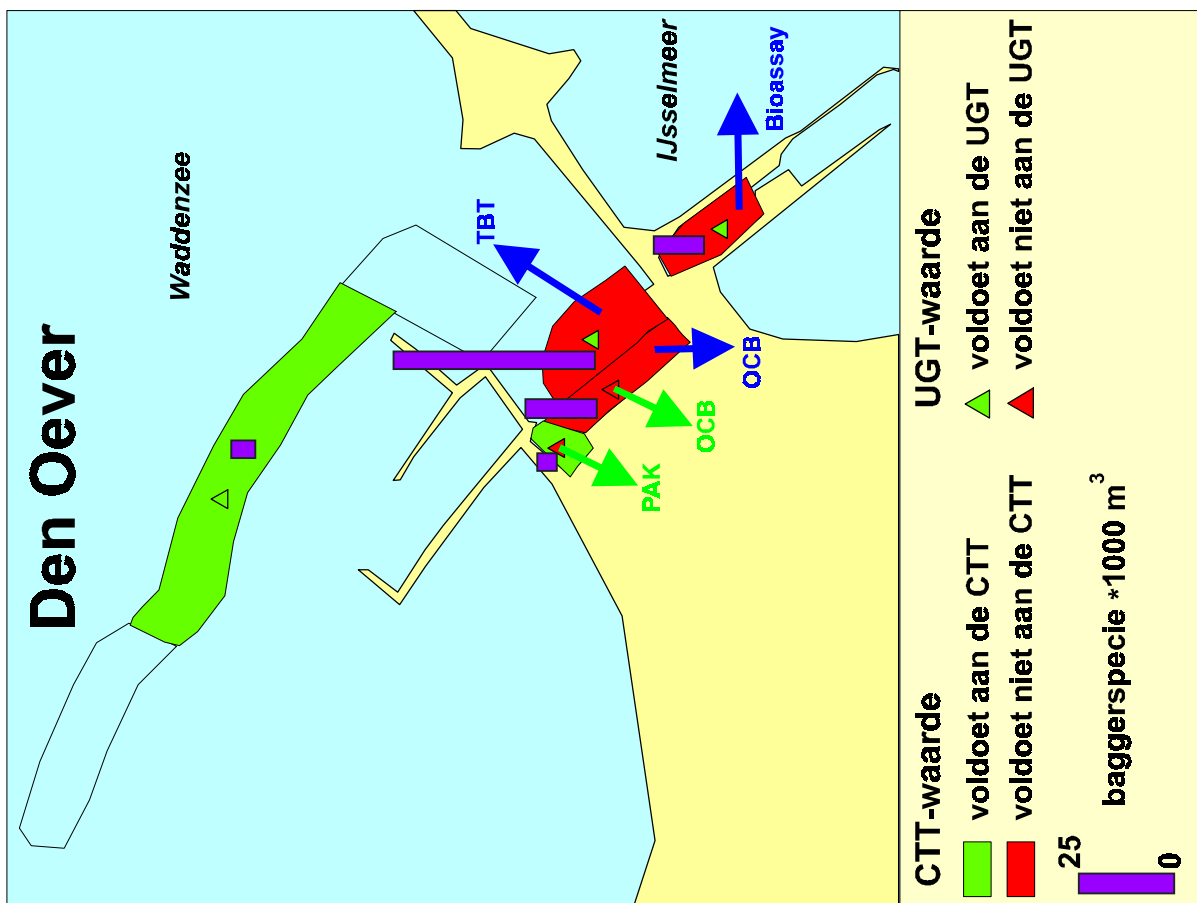 Den Oever
Waddenzee
IJsselmeer
TBT
Bioassay
OCB
OCB
PAK
CTT-waarde
voldoet aan de CTT
voldoet niet aan de CTT
UGT-waarde
voldoet aan de UGT
voldoet niet aan de UGT
25
0
baggerspecie *1000 m³